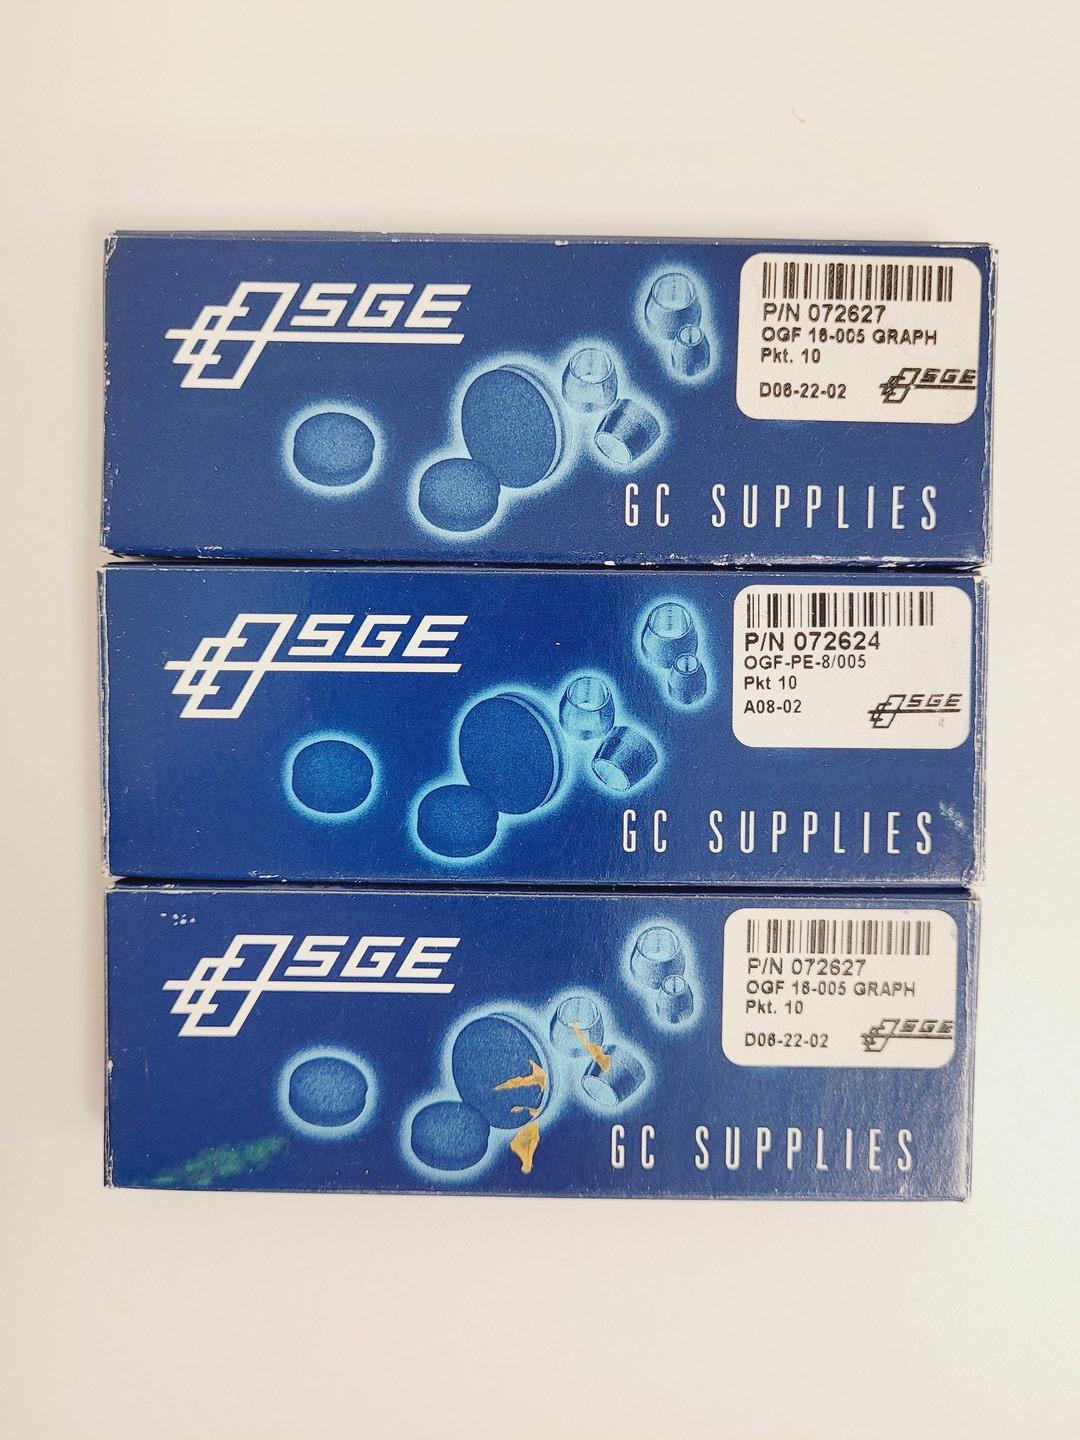 SGE
P/N 072627
OGF 16-005 GRAPH
Pkt. 10
D06-22-02
SGE
GC SUPPLIES
SGE
P/N 072624
OGF-PE-8/005
Pkt 10
A08-02
SGE
GC SUPPLIES
SGE
P/N 072627
OGF 16-005 GRAPH
Pkt. 10
D06-22-02
SGE
GC SUPPLIES